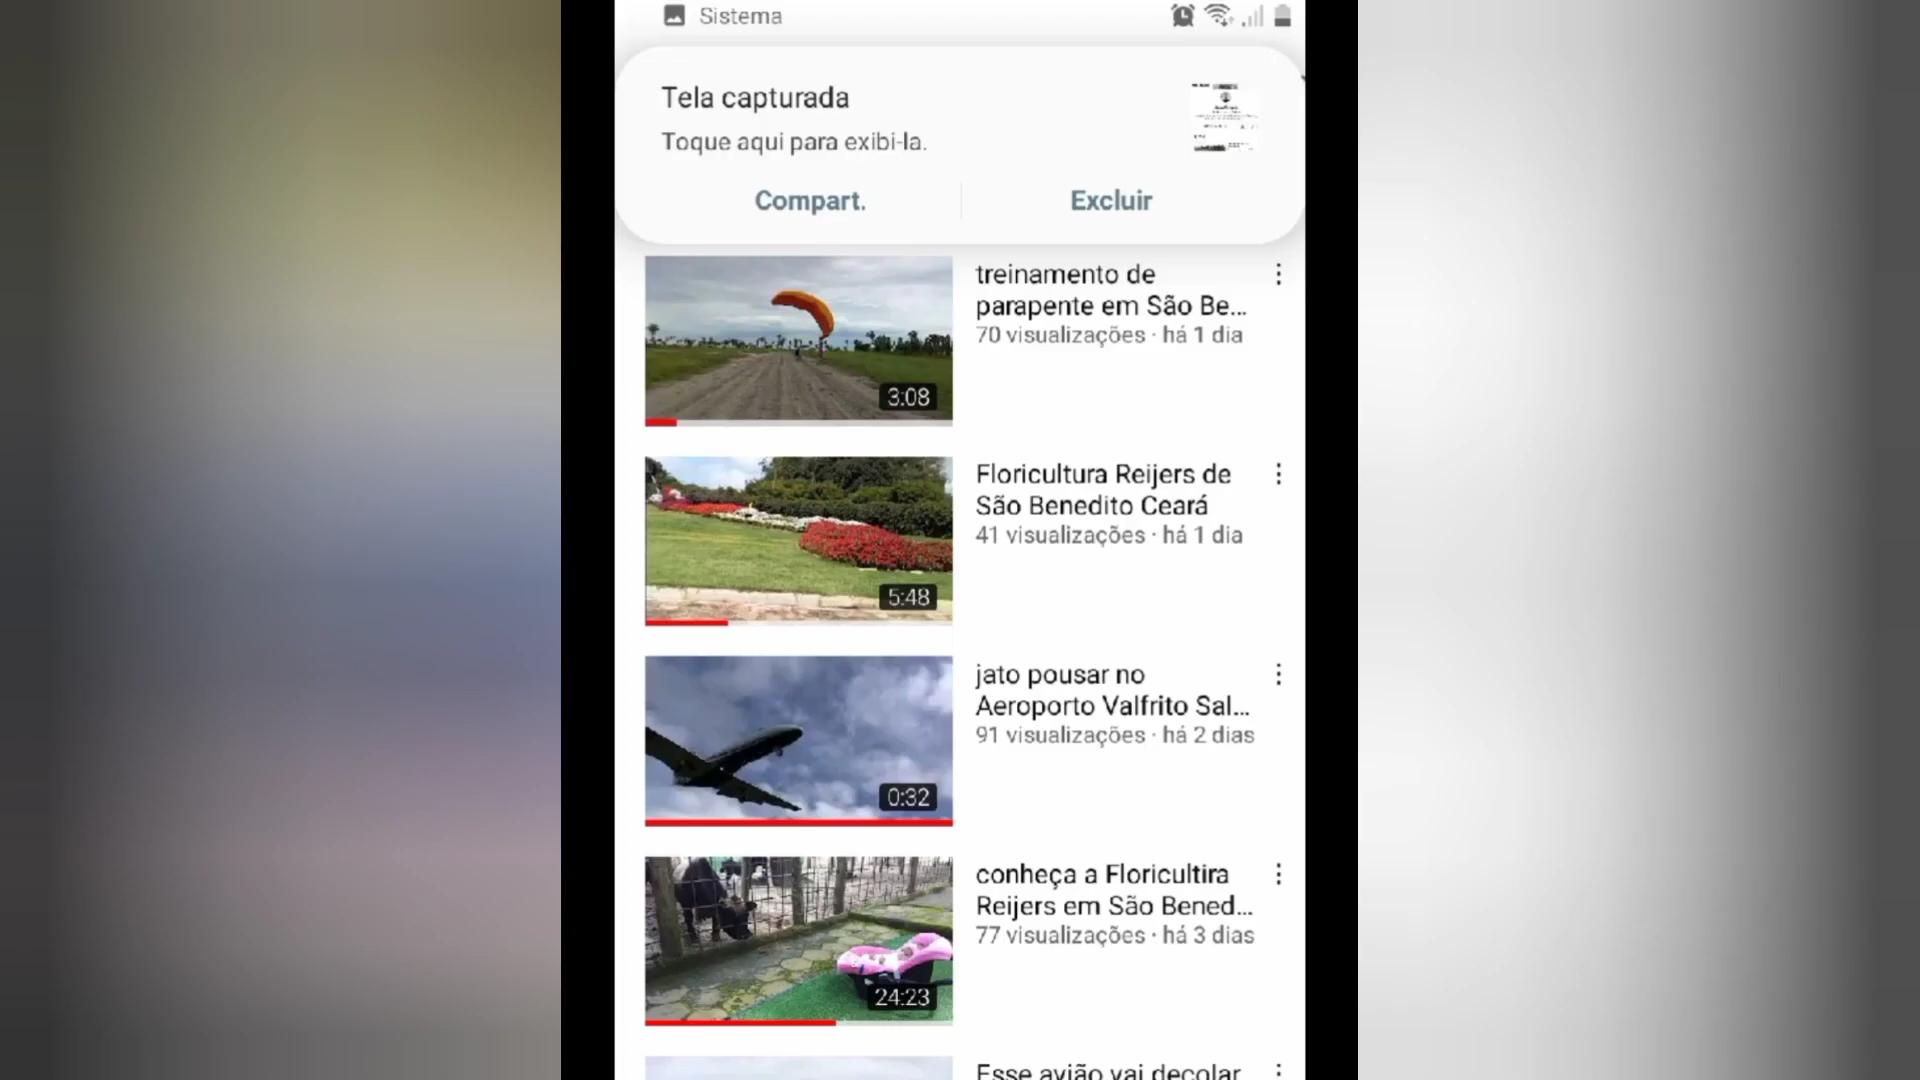 Sistema
Tela capturada
Toque aqui para exibi-la.
Compart.
Excluir
treinamento de
parapente em São Be...
70 visualizações · há 1 dia
3:08
Floricultura Reijers de
São Benedito Ceará
41 visualizações · há 1 dia
5:48
jato pousar no
Aeroporto Valfrito Sal...
91 visualizações · há 2 dias
0:32
conheça a Floricultira
Reijers em São Bened...
77 visualizações · há 3 dias
24:23
Esse avião vai decolar